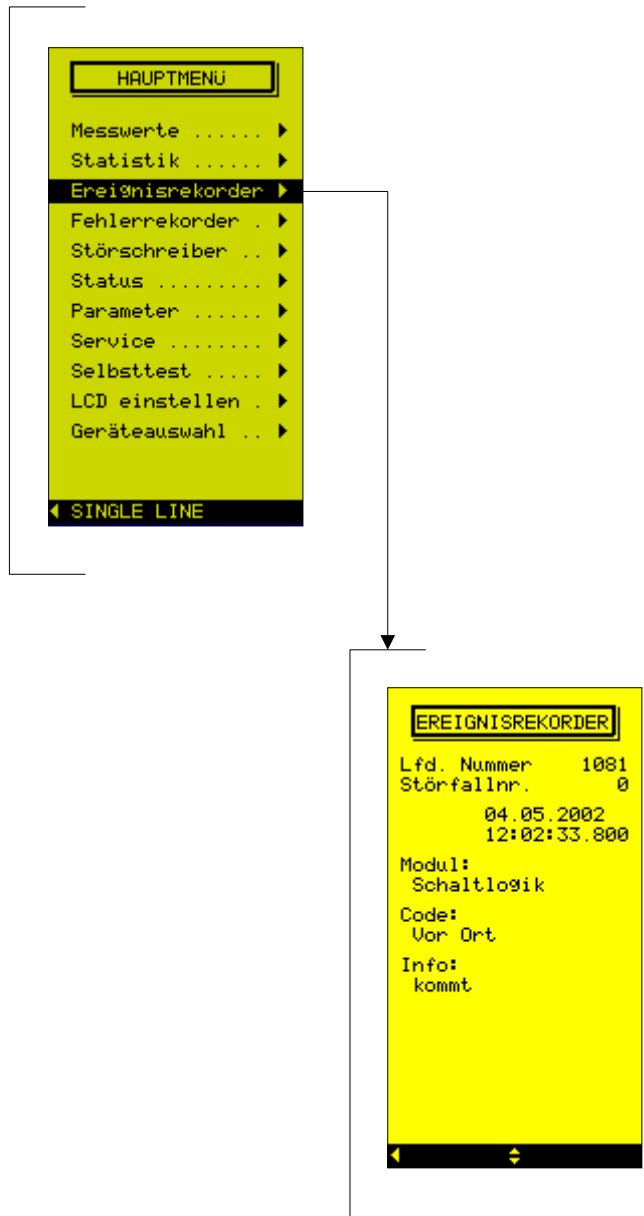 HAUPTMENü
Messwerte ......
Statistik ......
Ereignisrekorder
Fehlerrekorder .
Störschreiber ..
Status .........
Parameter ......
Service ........
Selbsttest .....
LCD einstellen .
Geräteauswahl ..
SINGLE LINE
EREIGNISREKORDER
Lfd. Nummer 1081
Störfallnr. 0
04.05.2002
12:02:33.800
Modul:
Schaltlogik
Code:
Vor Ort
Info:
kommt